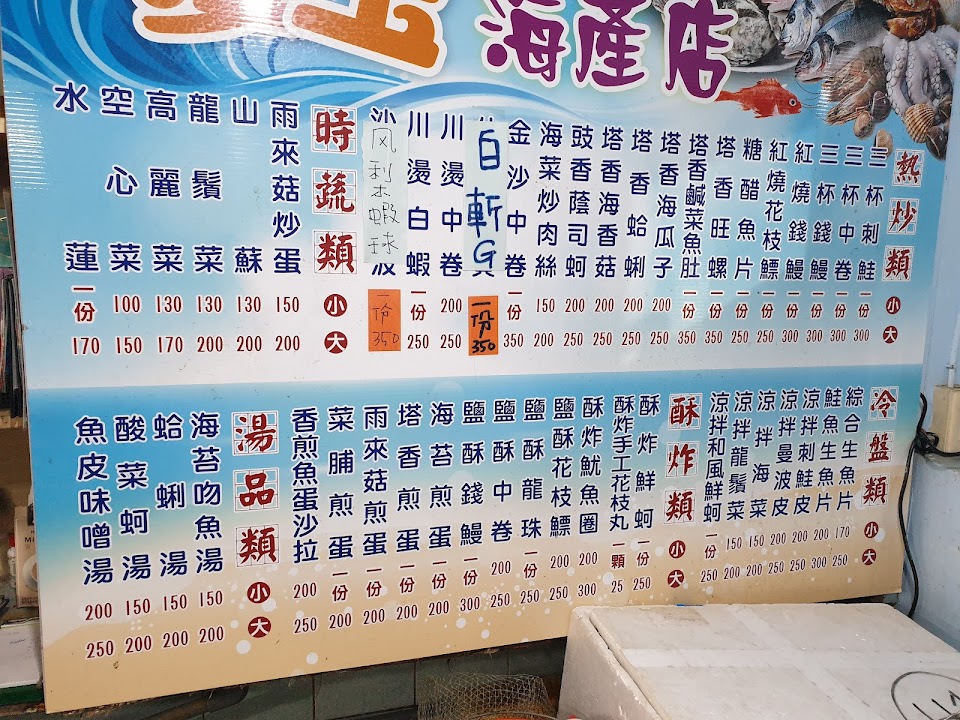 海產店
熱炒類 小 大
三杯刺鮭 一份 300
三杯中卷 一份 300
三杯錢鰻 一份 300
紅燒錢鰻 一份 300
紅燒花枝鰾 200 250
糖醋魚片 200 250
塔香旺螺 一份 350
塔香鹹菜魚肚 一份 350
塔香海瓜子 200 250
塔香蛤蜊 200 250
塔香海香菇 200 250
豉香蔭司蚵 200 250
海菜炒肉絲 150 200
金沙中卷 一份 350
白斬G 一份 350
川燙中卷 200 250
川燙白蝦 一份 250
风梨蝦球 一份 350
時蔬類 小 大
雨來菇炒蛋 150 200
山蘇 130 200
龍鬚菜 130 200
高麗菜 130 170
空心菜 100 150
水蓮 一份 170
冷盤類 小 大
綜合生魚片 170 250
鮭魚生魚片 200 300
涼拌刺鮭皮 200 250
涼拌曼波皮 200 250
涼拌海菜 150 200
涼拌龍鬚菜 150 200
涼拌和風鮮蚵 一份 250
酥炸類 小 大
酥炸鮮蚵 一份 250
酥炸手工花枝丸 一顆 25
酥炸魷魚圈 200 250
鹽酥花枝鰾 200 250
鹽酥龍珠 一份 250
鹽酥中卷 200 250
鹽酥錢鰻 一份 300
海苔煎蛋 一份 200
塔香煎蛋 一份 200
雨來菇煎蛋 一份 200
菜脯煎蛋 一份 200
香煎魚蛋沙拉 200 250
湯品類 小 大
海苔吻魚湯 150 200
蛤蜊湯 150 200
酸菜蚵湯 150 200
魚皮味噌湯 200 250